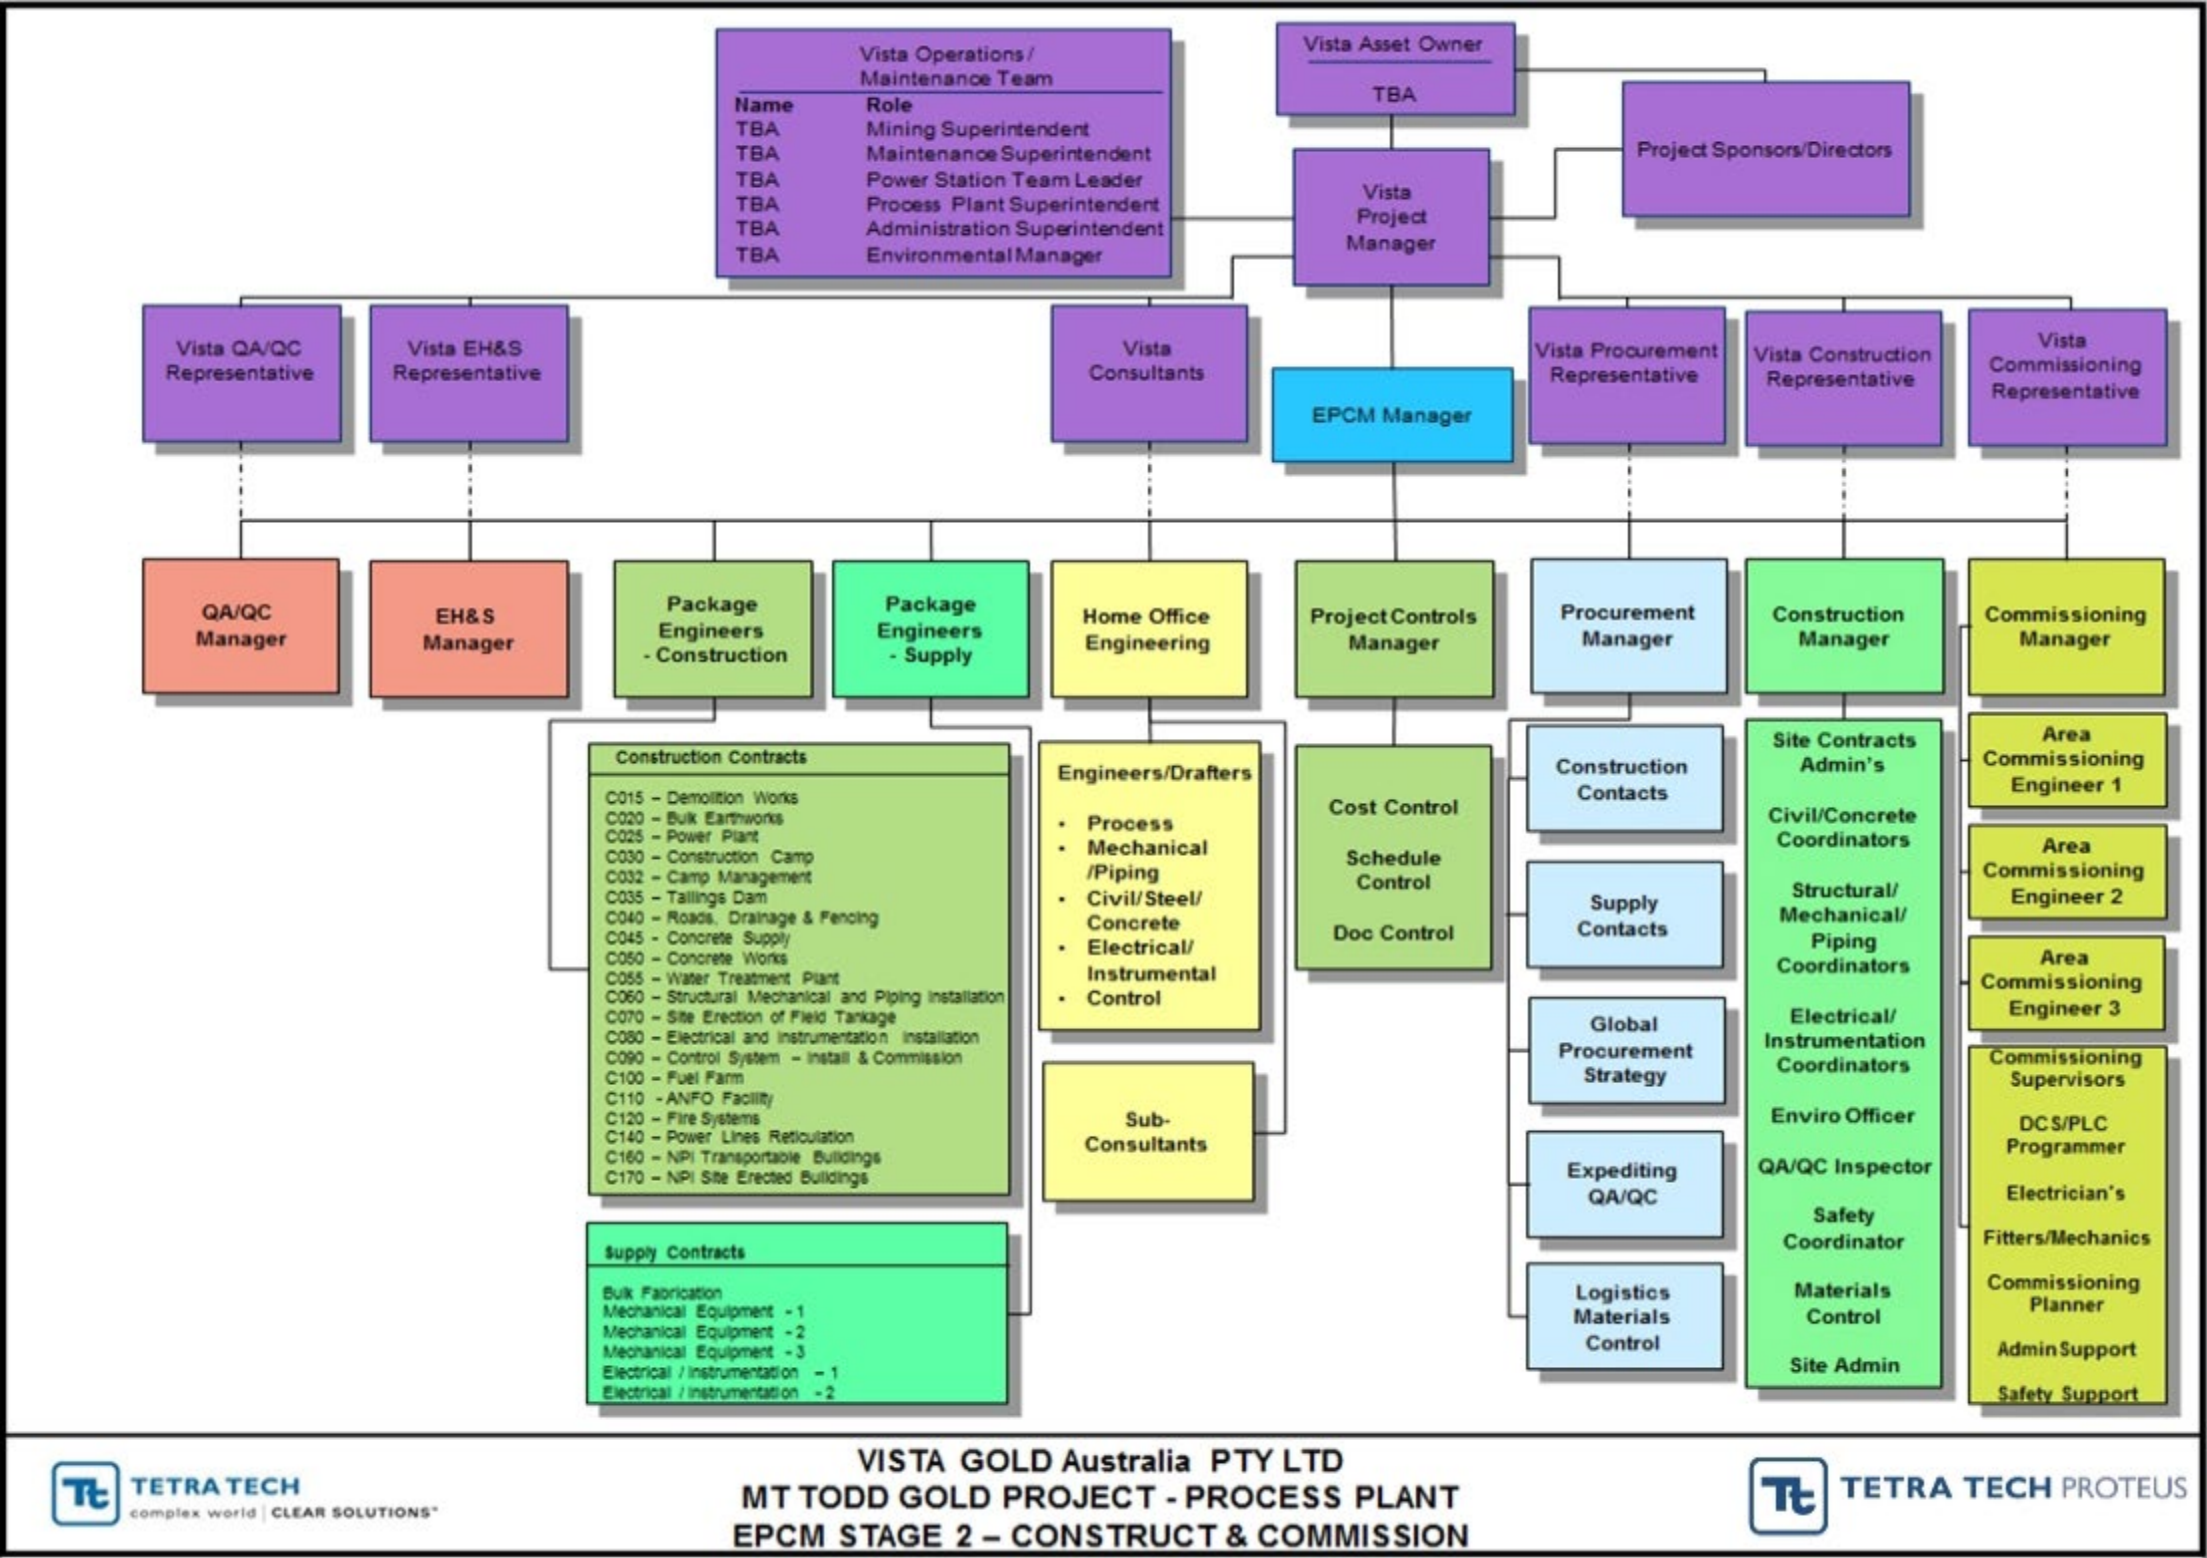 Vista Operations /
Maintenance Team
Name Role
TBA Mining Superintendent
TBA Maintenance Superintendent
TBA Power Station Team Leader
TBA Process Plant Superintendent
TBA Administration Superintendent
TBA Environmental Manager
Vista Asset Owner
TBA
Project Sponsors/Directors
Vista
Project
Manager
Vista QA/QC
Representative
Vista EH&S
Representative
Vista
Consultants
EPCM Manager
Vista Procurement
Representative
Vista Construction
Representative
Vista
Commissioning
Representative
QA/QC
Manager
EH&S
Manager
Package
Engineers
- Construction
Package
Engineers
- Supply
Home Office
Engineering
Project Controls
Manager
Procurement
Manager
Construction
Manager
Commissioning
Manager
Construction Contracts
C015 – Demolition Works
C020 – Bulk Earthworks
C025 – Power Plant
C030 – Construction Camp
C032 – Camp Management
C035 – Tailings Dam
C040 – Roads, Drainage & Fencing
C045 - Concrete Supply
C050 – Concrete Works
C055 – Water Treatment Plant
C060 – Structural Mechanical and Piping Installation
C070 – Site Erection of Field Tankage
C080 – Electrical and Instrumentation Installation
C090 – Control System – Install & Commission
C100 – Fuel Farm
C110 - ANFO Facility
C120 – Fire Systems
C140 – Power Lines Reticulation
C160 – NPI Transportable Buildings
C170 – NPI Site Erected Buildings
Supply Contracts
Bulk Fabrication
Mechanical Equipment - 1
Mechanical Equipment - 2
Mechanical Equipment - 3
Electrical / Instrumentation – 1
Electrical / Instrumentation - 2
Engineers/Drafters
• Process
• Mechanical
/Piping
• Civil/Steel/
Concrete
• Electrical/
Instrumental
• Control
Sub-
Consultants
Cost Control
Schedule
Control
Doc Control
Construction
Contacts
Supply
Contacts
Global
Procurement
Strategy
Expediting
QA/QC
Logistics
Materials
Control
Site Contracts
Admin's
Civil/Concrete
Coordinators
Structural/
Mechanical/
Piping
Coordinators
Electrical/
Instrumentation
Coordinators
Enviro Officer
QA/QC Inspector
Safety
Coordinator
Materials
Control
Site Admin
Area
Commissioning
Engineer 1
Area
Commissioning
Engineer 2
Area
Commissioning
Engineer 3
Commissioning
Supervisors
DCS/PLC
Programmer
Electrician's
Fitters/Mechanics
Commissioning
Planner
Admin Support
Safety Support
Tt TETRA TECH
complex world | CLEAR SOLUTIONS™
VISTA GOLD Australia PTY LTD
MT TODD GOLD PROJECT - PROCESS PLANT
EPCM STAGE 2 – CONSTRUCT & COMMISSION
Tt TETRA TECH PROTEUS